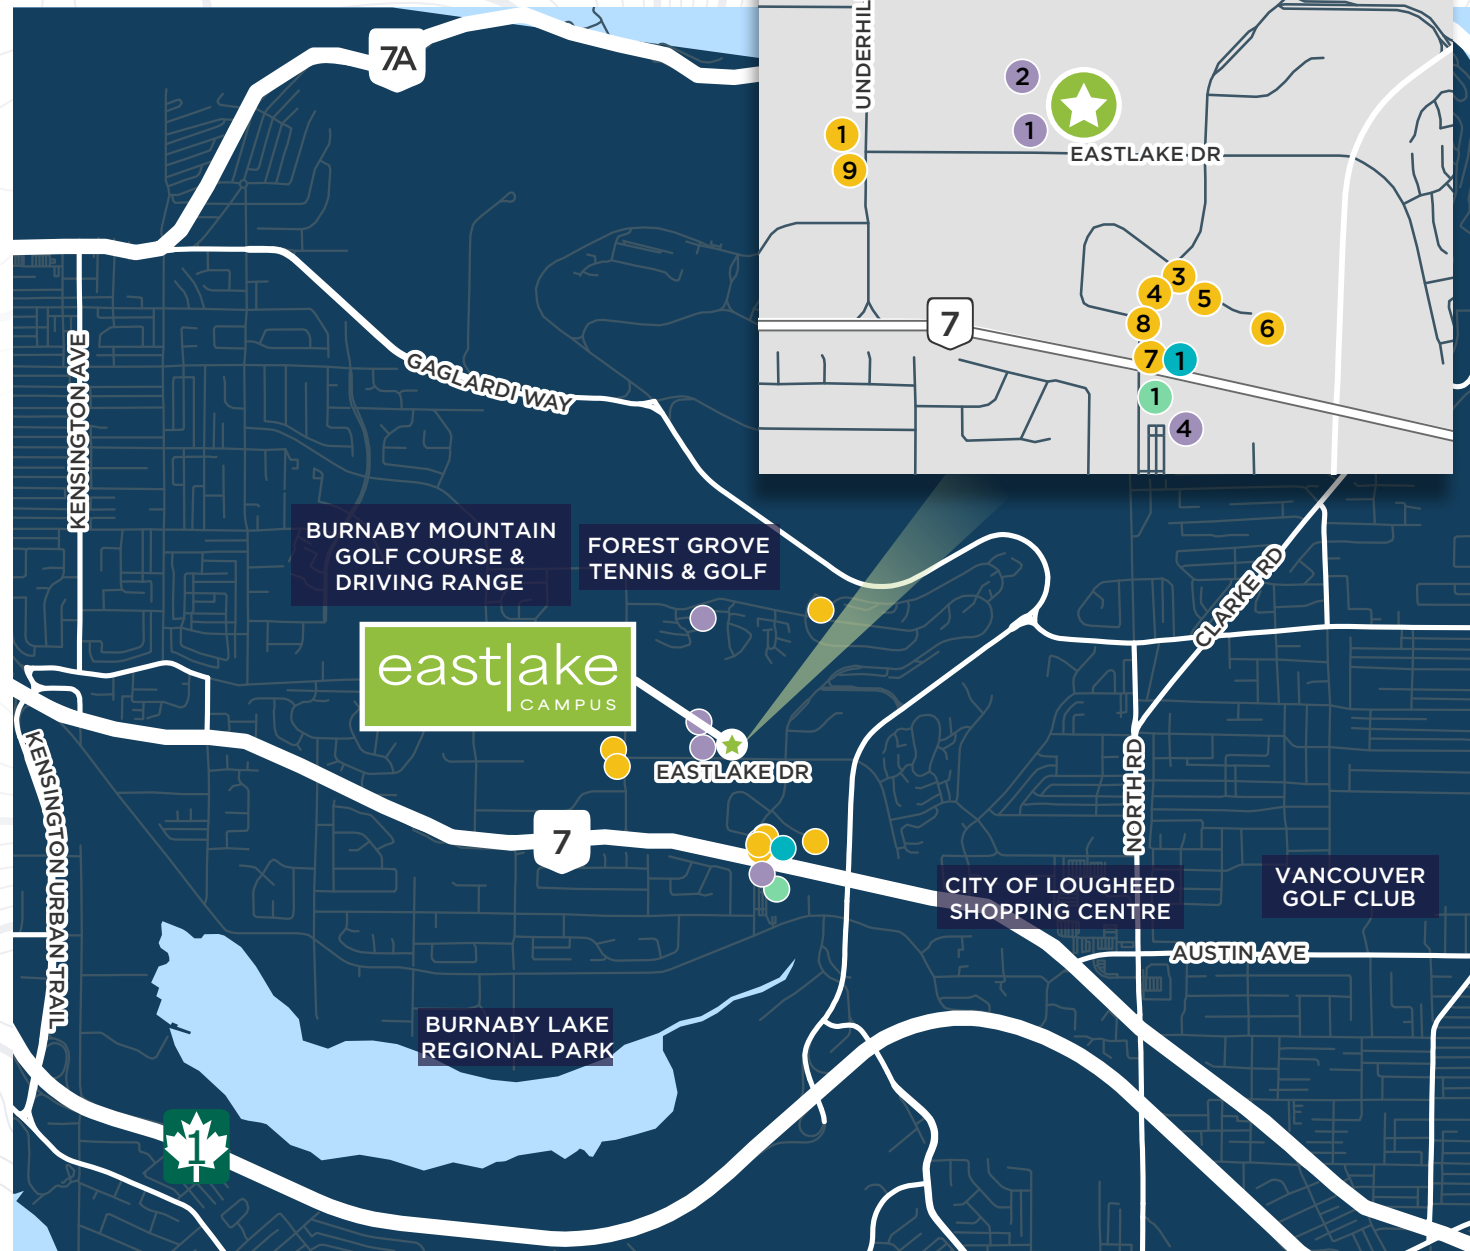 7A
UNDERHIL
2
1
1
9
EASTLAKE DR
3
4
5
8
6
7
7
1
1
4
KENSINGTON AVE
GAGLARDI WAY
BURNABY MOUNTAIN
GOLF COURSE &
DRIVING RANGE
FOREST GROVE
TENNIS & GOLF
CLARKE RD
eastlake
CAMPUS
EASTLAKE DR
KENSINGTON URBAN TRAIL
NORTH RD
7
CITY OF LOUGHEED
SHOPPING CENTRE
VANCOUVER
GOLF CLUB
AUSTIN AVE
BURNABY LAKE
REGIONAL PARK
1